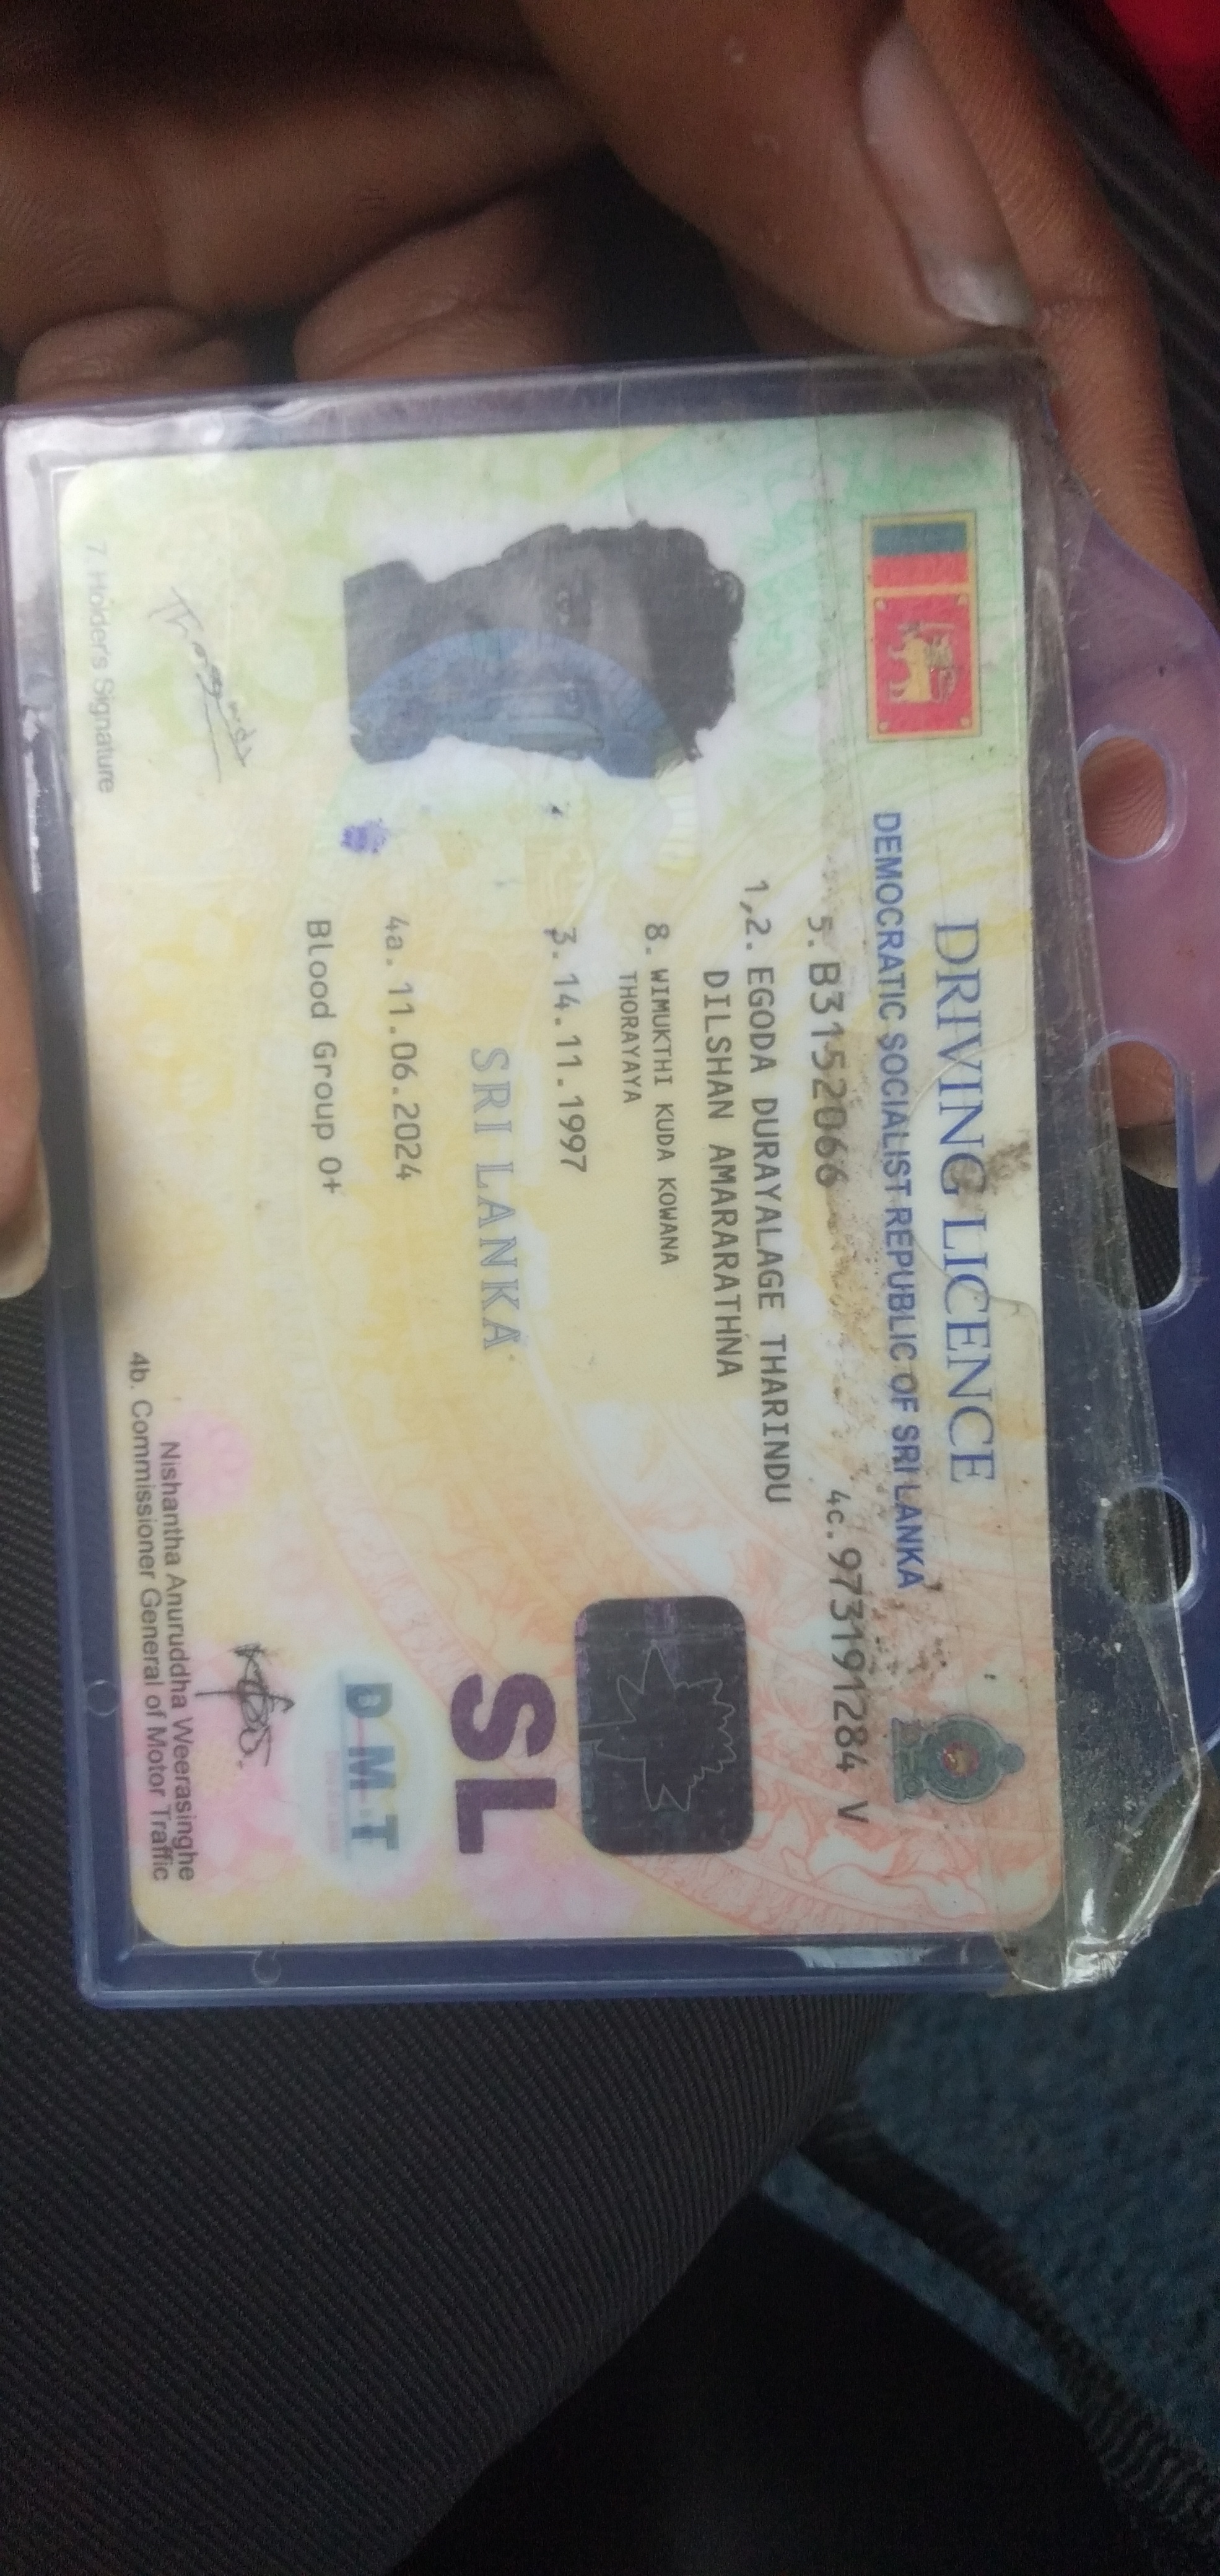 DRIVING LICENCE
DEMOCRATIC SOCIALIST REPUBLIC OF SRI LANKA
5. B3152066 4c. 973191284 V
1,2. EGODA DURAYALAGE THARINDU
DILSHAN AMARARATHNA
8. WIMUKTHI KUDA KOWANA
THORAYAYA
3. 14.11.1997
SRI LANKA
SL
4a. 11.06.2024
DMT
Blood Group O+
7. Holder's Signature
Nishantha Anuruddha Weerasinghe
4b. Commissioner General of Motor Traffic